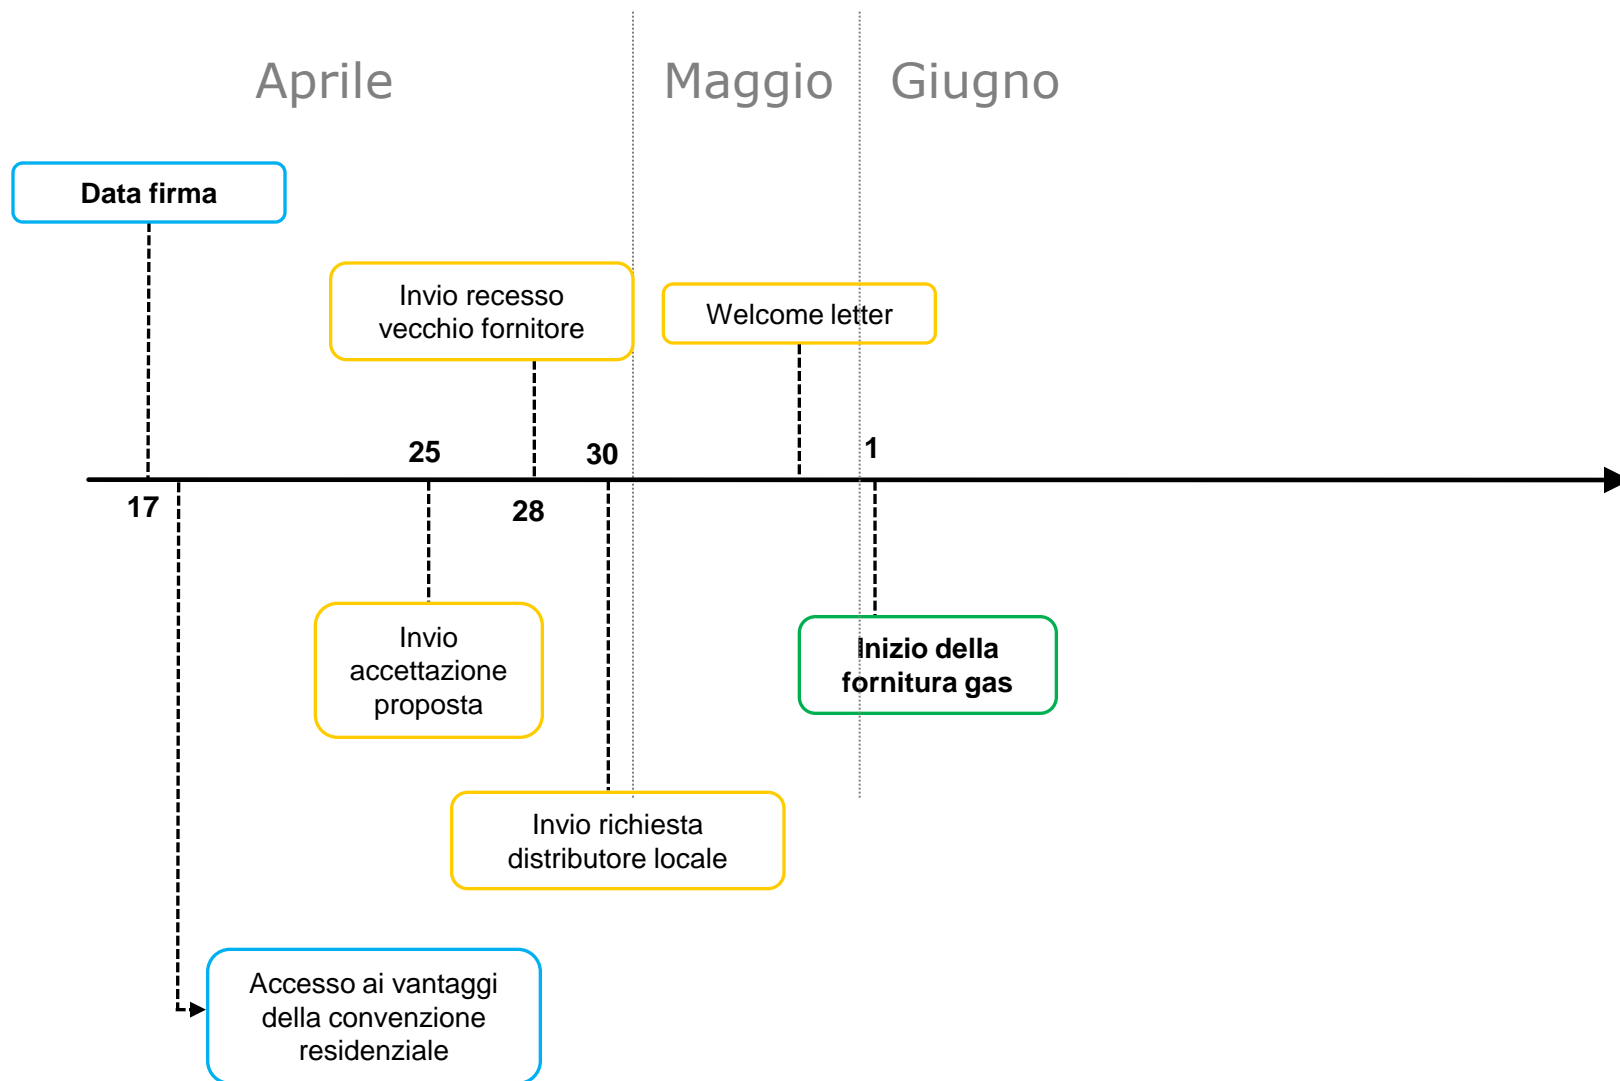 Aprile
Maggio
Giugno
Data firma
Invio recesso
vecchio fornitore
Welcome letter
25
30
1
17
28
Invio
accettazione
proposta
Inizio della
fornitura gas
Invio richiesta
distributore locale
Accesso ai vantaggi
della convenzione
residenziale